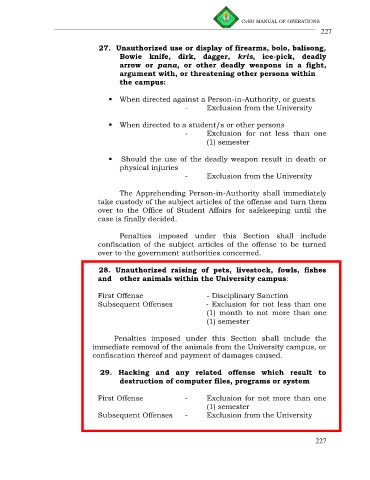 CvSU MANUAL OF OPERATIONS
227
27. Unauthorized use or display of firearms, bolo, balisong,
Bowie knife, dirk, dagger, kris, ice-pick, deadly
arrow or pana, or other deadly weapons in a fight,
argument with, or threatening other persons within
the campus:
▪ When directed against a Person-in-Authority, or guests
- Exclusion from the University
▪ When directed to a student/s or other persons
- Exclusion for not less than one
(1) semester
▪ Should the use of the deadly weapon result in death or
physical injuries
- Exclusion from the University
The Apprehending Person-in-Authority shall immediately
take custody of the subject articles of the offense and turn them
over to the Office of Student Affairs for safekeeping until the
case is finally decided.
Penalties imposed under this Section shall include
confiscation of the subject articles of the offense to be turned
over to the government authorities concerned.
28. Unauthorized raising of pets, livestock, fowls, fishes
and other animals within the University campus:
First Offense - Disciplinary Sanction
Subsequent Offenses - Exclusion for not less than one
(1) month to not more than one
(1) semester
Penalties imposed under this Section shall include the
immediate removal of the animals from the University campus, or
confiscation thereof and payment of damages caused.
29. Hacking and any related offense which result to
destruction of computer files, programs or system
First Offense - Exclusion for not more than one
(1) semester
Subsequent Offenses - Exclusion from the University
227